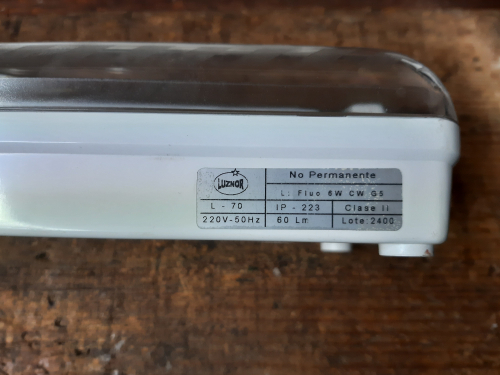 LUZNOR
No Permanente
L: Fluo 6W CW G5
L - 70
IP - 223
Clase II
220V-50Hz
60 Lm
Lote:2400